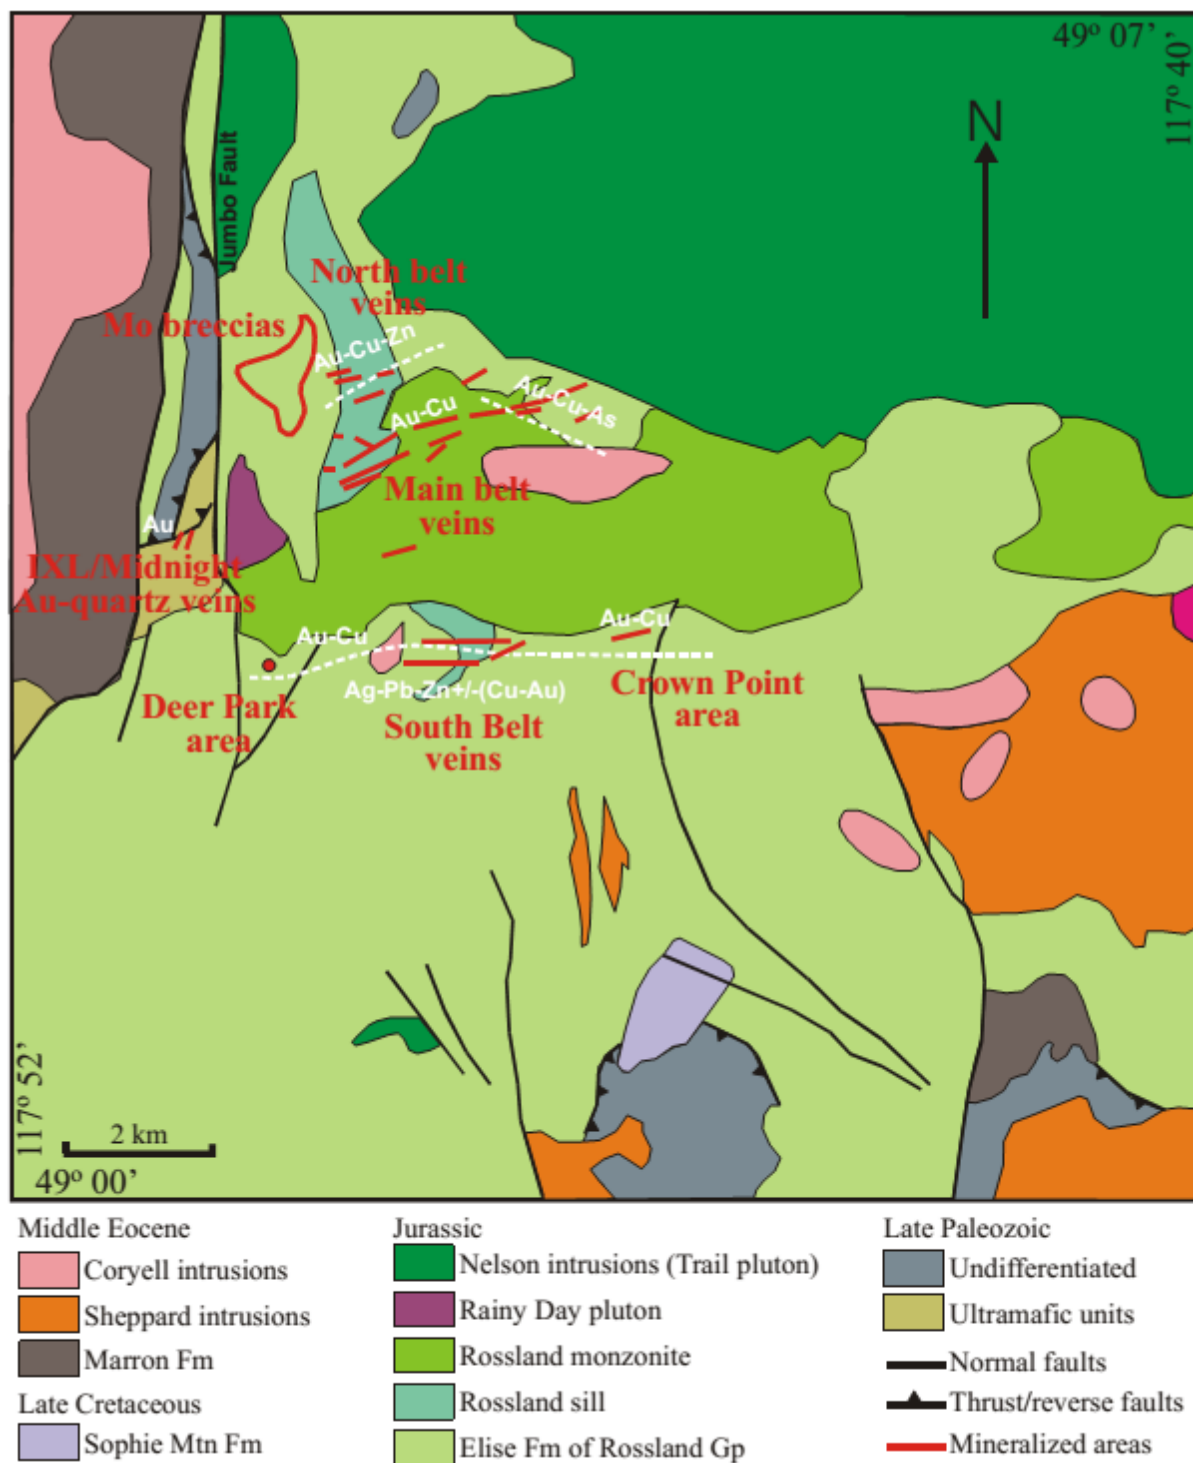 49º 07’
117º 40’
N
Jumbo Fault
North belt
veins
Mo breccias
Au-Cu-Zn
Au-Cu
Au-Cu-As
Main belt
veins
Au
IXL/Midnight
Au-quartz veins
Au-Cu
Au-Cu
Ag-Pb-Zn+/-(Cu-Au)
Deer Park
area
South Belt
veins
Crown Point
area
117º 52’
2 km
49º 00’
Middle Eocene
Coryell intrusions
Sheppard intrusions
Marron Fm
Late Cretaceous
Sophie Mtn Fm
Jurassic
Nelson intrusions (Trail pluton)
Rainy Day pluton
Rossland monzonite
Rossland sill
Elise Fm of Rossland Gp
Late Paleozoic
Undifferentiated
Ultramafic units
Normal faults
Thrust/reverse faults
Mineralized areas